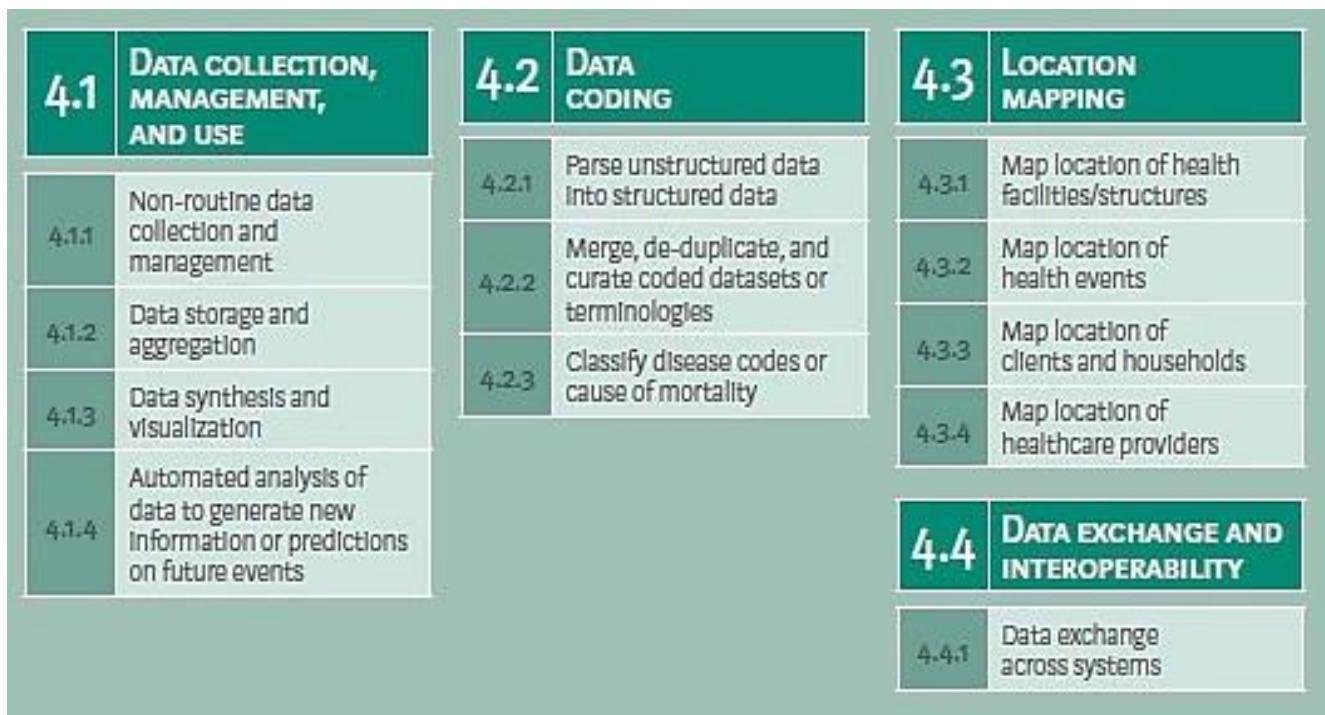 4.1
DATA COLLECTION,
MANAGEMENT,
AND USE
4.1.1
Non-routine data
collection and
management
4.1.2
Data storage and
aggregation
4.1.3
Data synthesis and
visualization
4.1.4
Automated analysis of
data to generate new
information or predictions
on future events
4.2
DATA
CODING
4.2.1
Parse unstructured data
into structured data
4.2.2
Merge, de-duplicate, and
curate coded datasets or
terminologies
4.2.3
Classify disease codes or
cause of mortality
4.3
LOCATION
MAPPING
4.3.1
Map location of health
facilities/structures
4.3.2
Map location of
health events
4.3.3
Map location of
clients and households
4.3.4
Map location of
healthcare providers
4.4
DATA EXCHANGE AND
INTEROPERABILITY
4.4.1
Data exchange
across systems